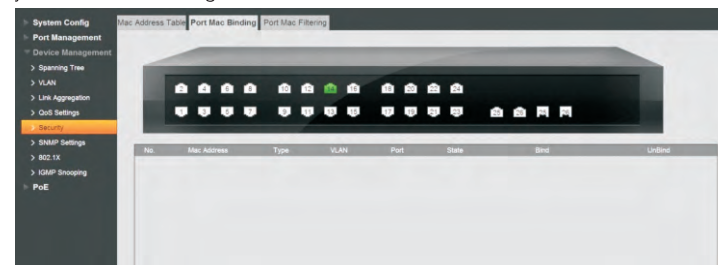 System Config
Port Management
Device Management
> Spanning Tree
> VLAN
> Link Aggregation
> QoS Settings
> Security
> SNMP Settings
> 802.1X
> IGMP Snooping
PoE
Mac Address Table Port Mac Binding Port Mac Filtering
2 4 6 8 10 12 14 16 18 20 22 24
1 3 5 7 9 11 13 15 17 19 21 23 25 26
No. Mac Address Type VLAN Port State Bind UnBind